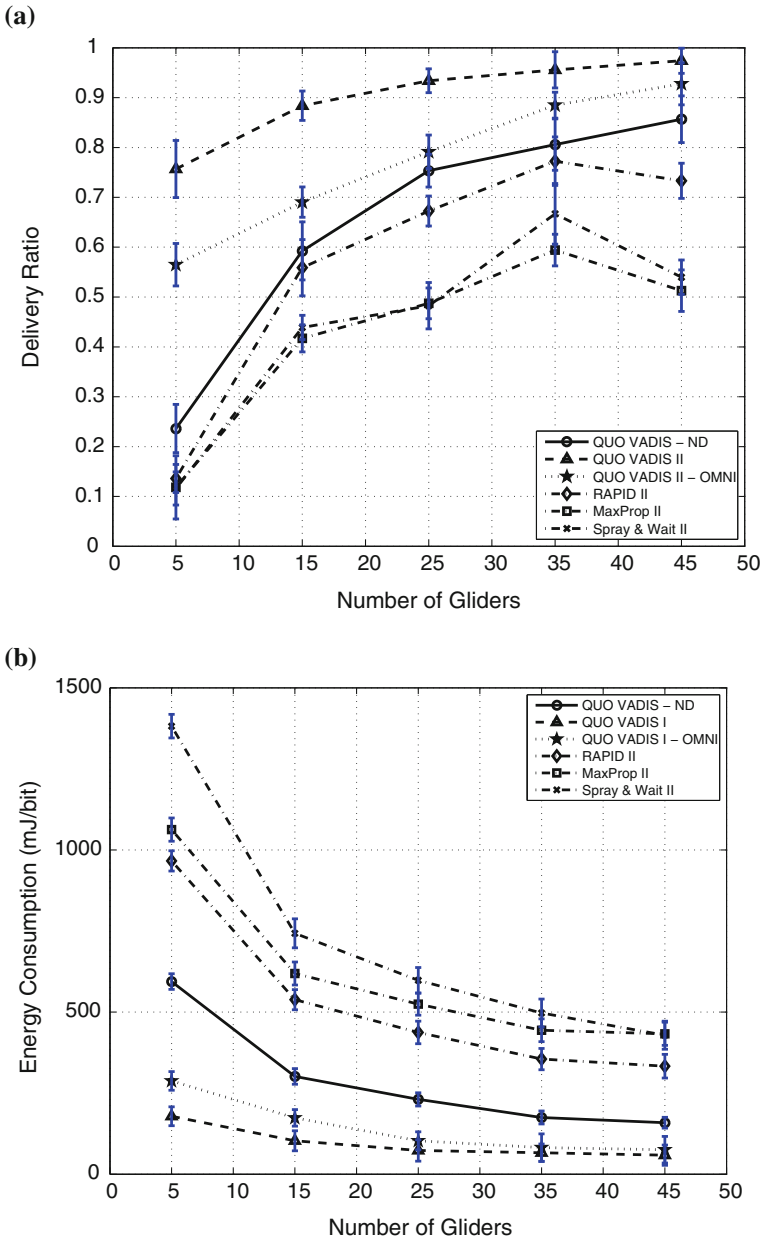 (a)
1
0.9
0.8
0.7
0.6
0.5
0.4
0.3
0.2
0.1
0
Delivery Ratio
QUO VADIS − ND
QUO VADIS II
QUO VADIS II − OMNI
RAPID II
MaxProp II
Spray & Wait II
0 5 10 15 20 25 30 35 40 45 50
Number of Gliders
(b)
1500
1000
500
0
Energy Consumption (mJ/bit)
QUO VADIS − ND
QUO VADIS I
QUO VADIS I − OMNI
RAPID II
MaxProp II
Spray & Wait II
0 5 10 15 20 25 30 35 40 45 50
Number of Gliders